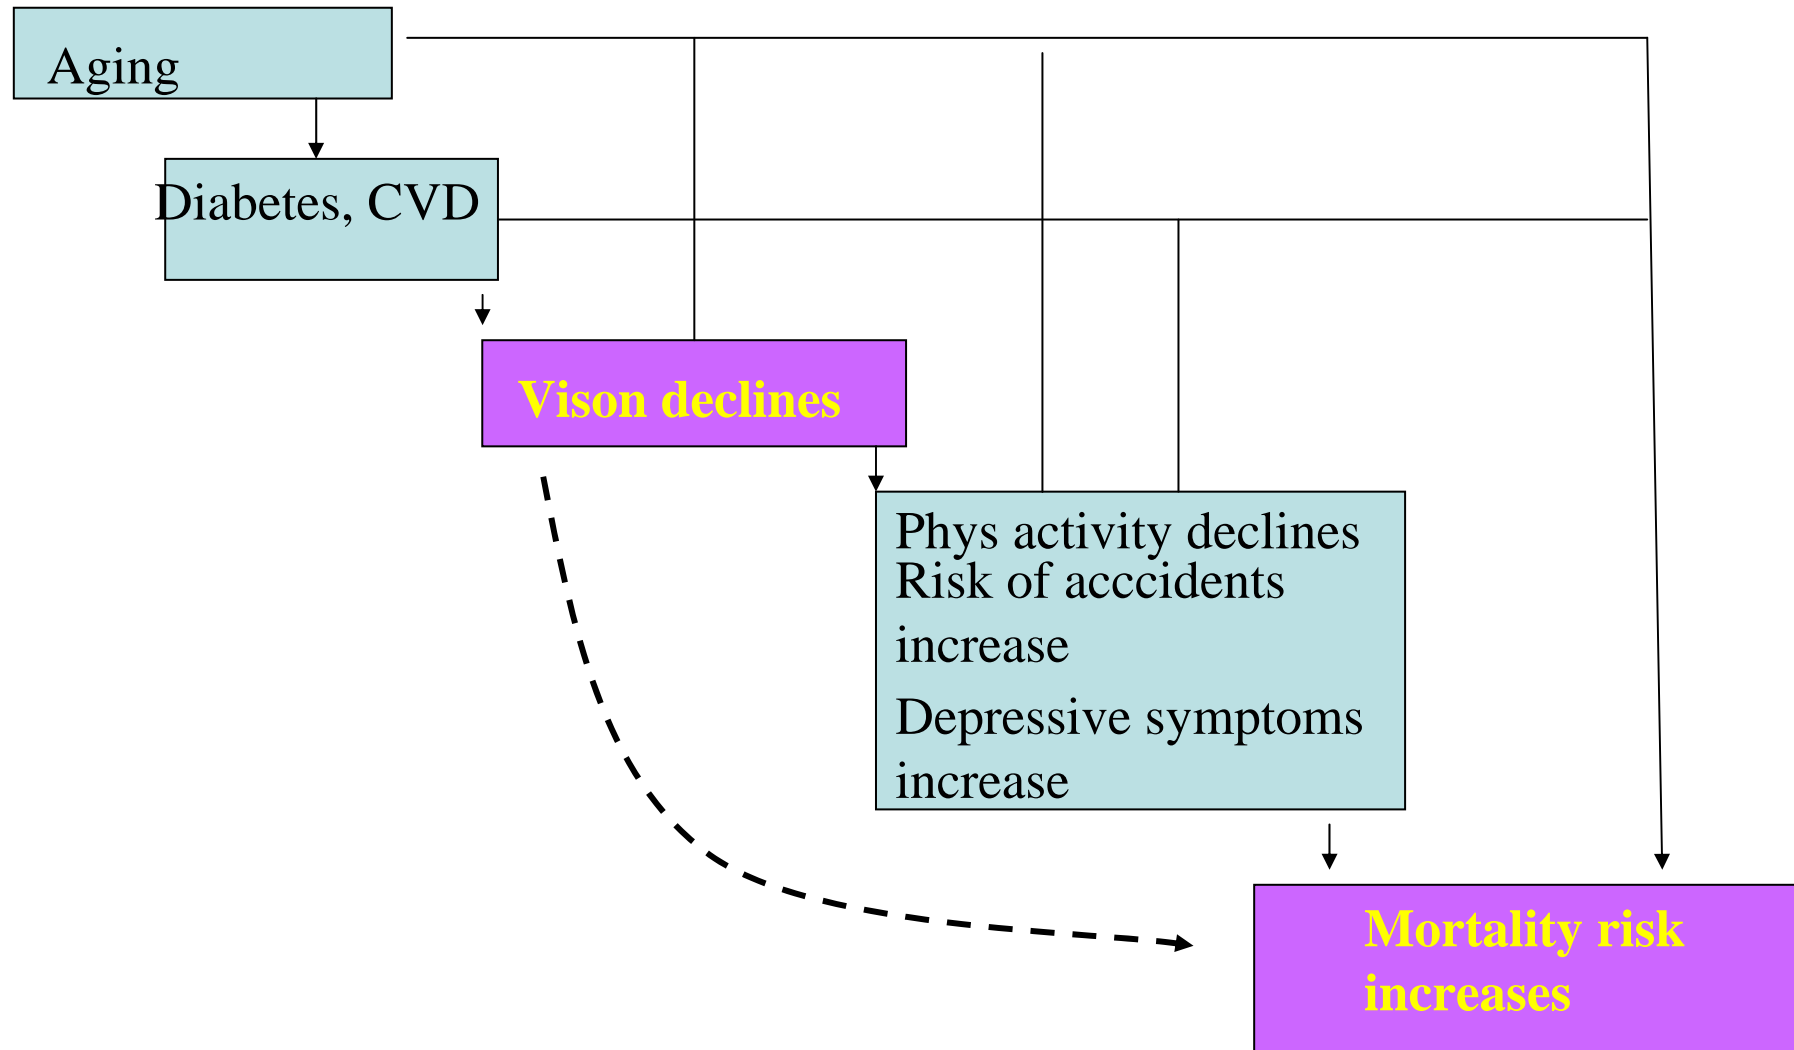 Aging
Diabetes, CVD
Vison declines
Phys activity declines
Risk of acccidents
increase
Depressive symptoms
increase
Mortality risk
increases